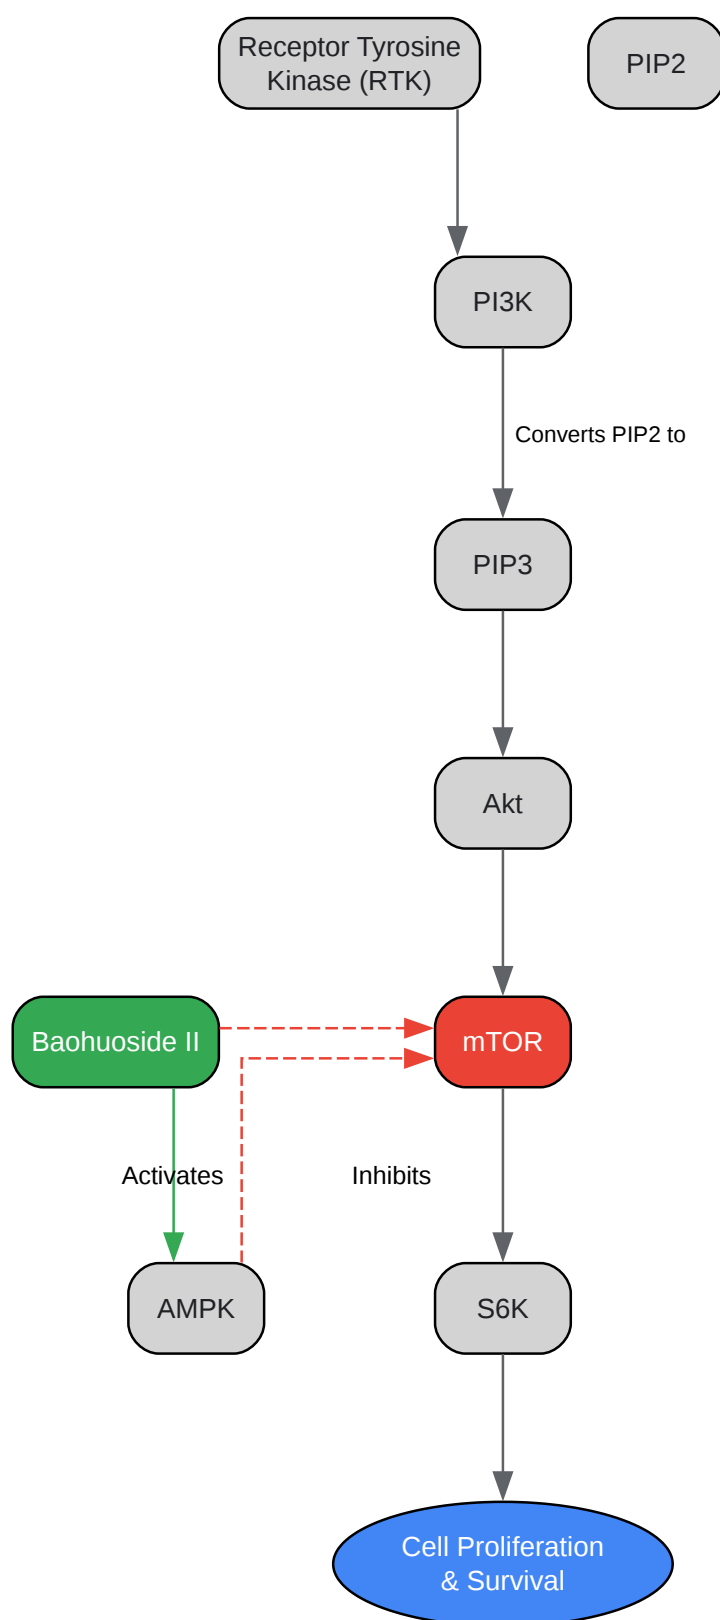 Receptor Tyrosine
Kinase (RTK)
PIP2
PI3K
Converts PIP2 to
PIP3
Akt
Baohuoside II
mTOR
Activates
Inhibits
AMPK
S6K
Cell Proliferation
& Survival